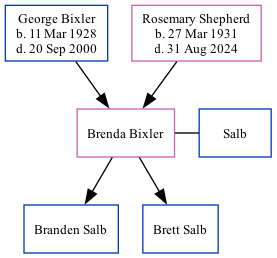 George Bixler
b. 11 Mar 1928
d. 20 Sep 2000
Rosemary Shepherd
b. 27 Mar 1931
d. 31 Aug 2024
Brenda Bixler
Salb
Branden Salb
Brett Salb